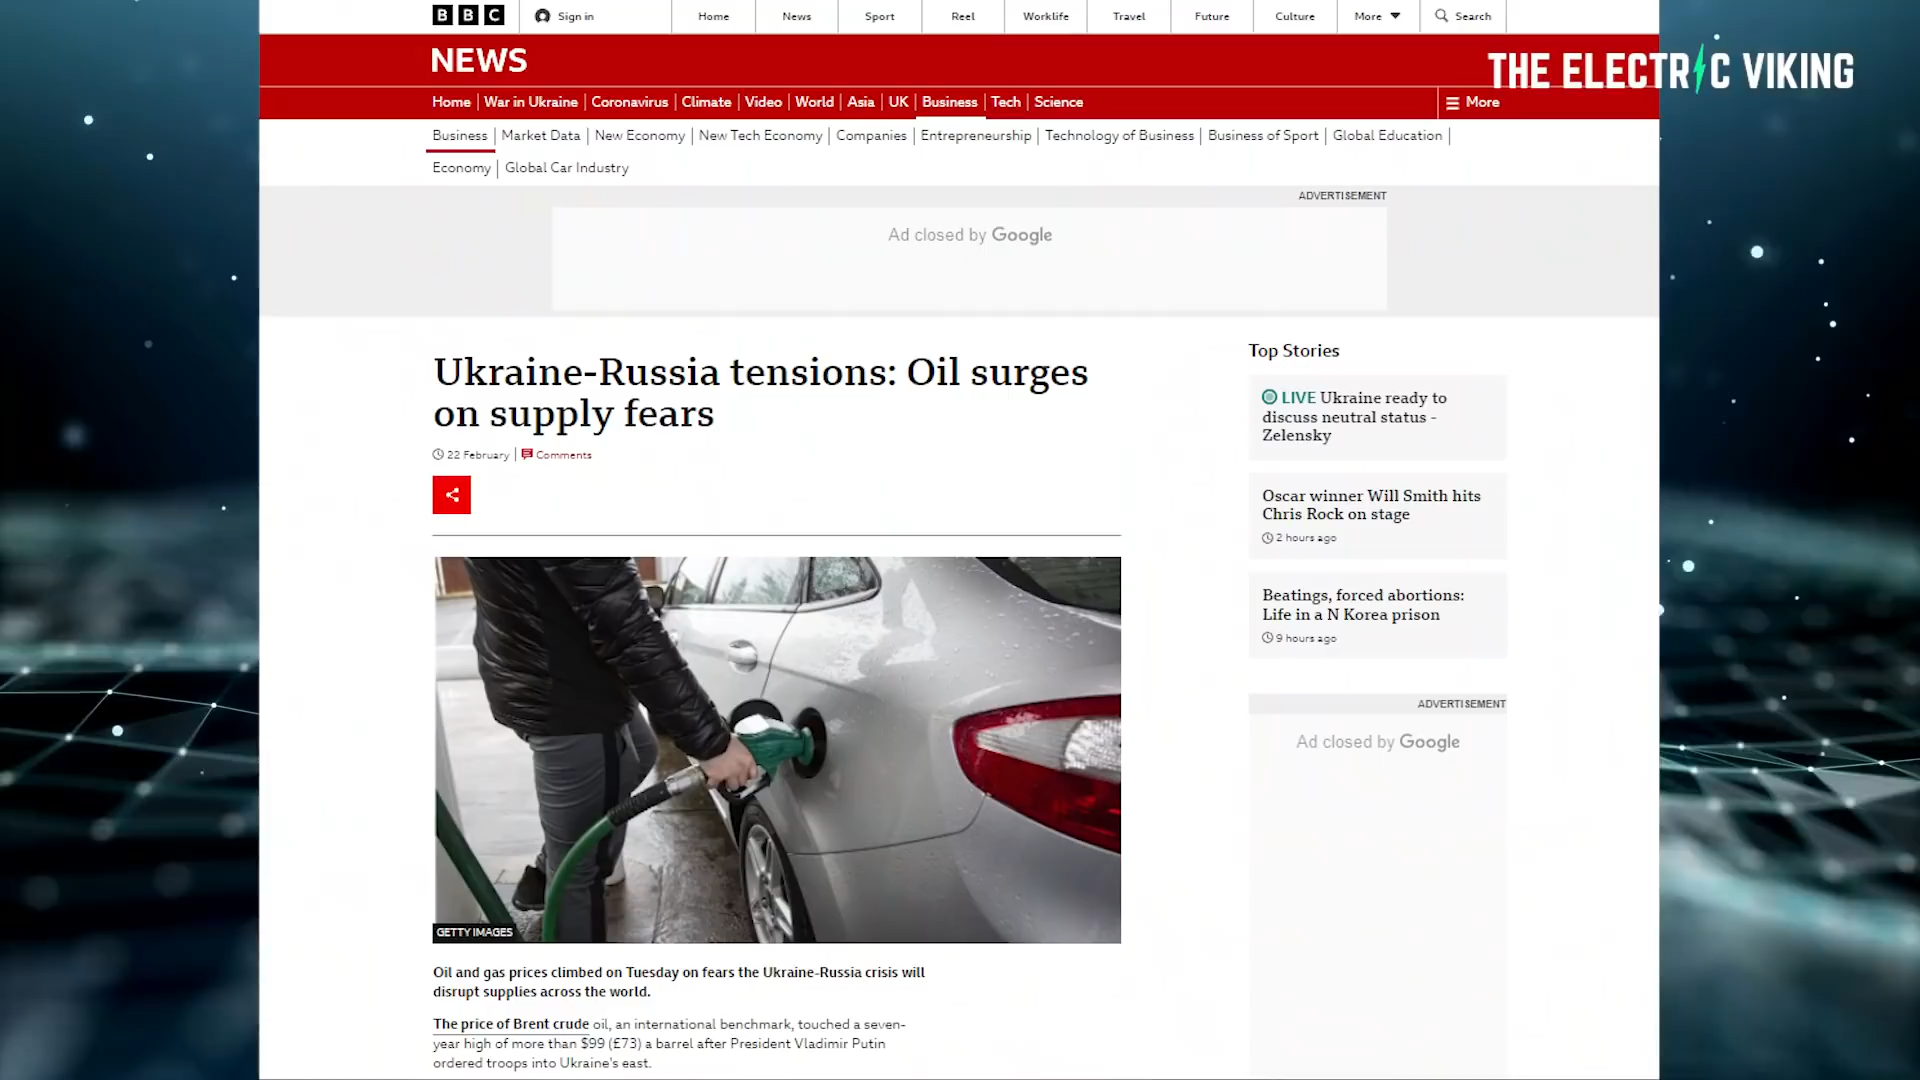 BBC
Sign in
Home
News
Sport
Reel
Worklife
Travel
Future
Culture
More
Search
NEWS
THE ELECTRIC VIKING
Home
War in Ukraine
Coronavirus
Climate
Video
World
Asia
UK
Business
Tech
Science
More
Business
Market Data
New Economy
New Tech Economy
Companies
Entrepreneurship
Technology of Business
Business of Sport
Global Education
Economy
Global Car Industry
ADVERTISEMENT
Ad closed by Google
Ukraine-Russia tensions: Oil surges
on supply fears
22 February
Comments
GETTY IMAGES
Oil and gas prices climbed on Tuesday on fears the Ukraine-Russia crisis will
disrupt supplies across the world.
The price of Brent crude oil, an international benchmark, touched a seven-
year high of more than $99 (£73) a barrel after President Vladimir Putin
ordered troops into Ukraine's east.
Top Stories
LIVE Ukraine ready to
discuss neutral status -
Zelensky
Oscar winner Will Smith hits
Chris Rock on stage
2 hours ago
Beatings, forced abortions:
Life in a N Korea prison
9 hours ago
ADVERTISEMENT
Ad closed by Google